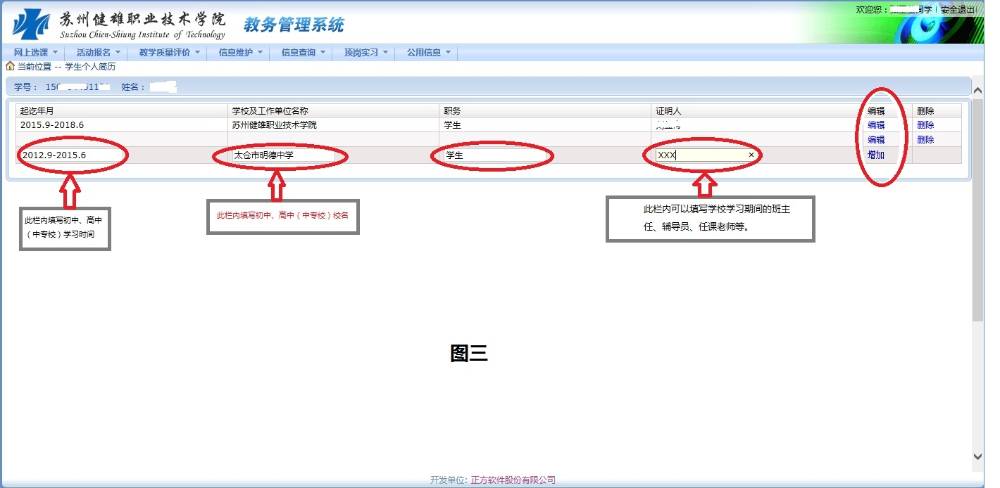 苏州健雄职业技术学院
Suzhou Chien-Shiung Institute of Technology
教务管理系统
欢迎您： 同学 | 安全退出
网上选课 活动报名 教学质量评价 信息维护 信息查询 顶岗实习 公用信息
当前位置 -- 学生个人简历
学号： 姓名：
起讫年月 学校及工作单位名称 职务 证明人 编辑 删除
2015.9-2018.6 苏州健雄职业技术学院 学生 编辑 删除
编辑 删除
2012.9-2015.6 太仓市明德中学 学生 XXX × 增加
此栏内填写初中、高中
（中专校）学习时间
此栏内填写初中、高中（中专校）校名
此栏内可以填写学校学习期间的班主
任、辅导员、任课老师等。
图三
开发单位: 正方软件股份有限公司